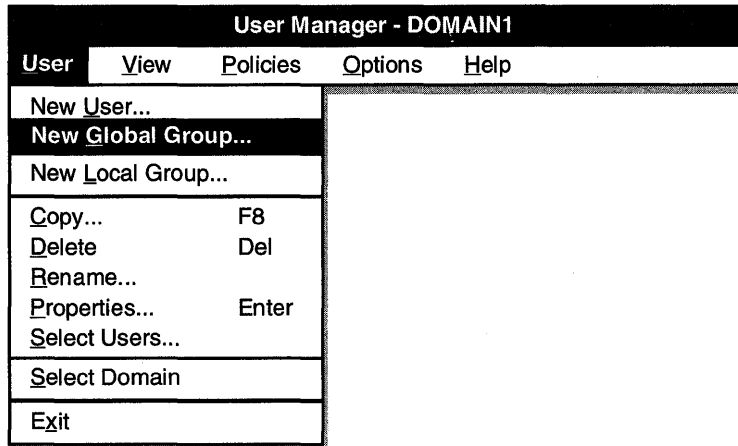 User Manager - DOMAIN1
User View Policies Options Help
New User...
New Global Group...
New Local Group...
Copy... F8
Delete Del
Rename...
Properties... Enter
Select Users...
Select Domain
Exit